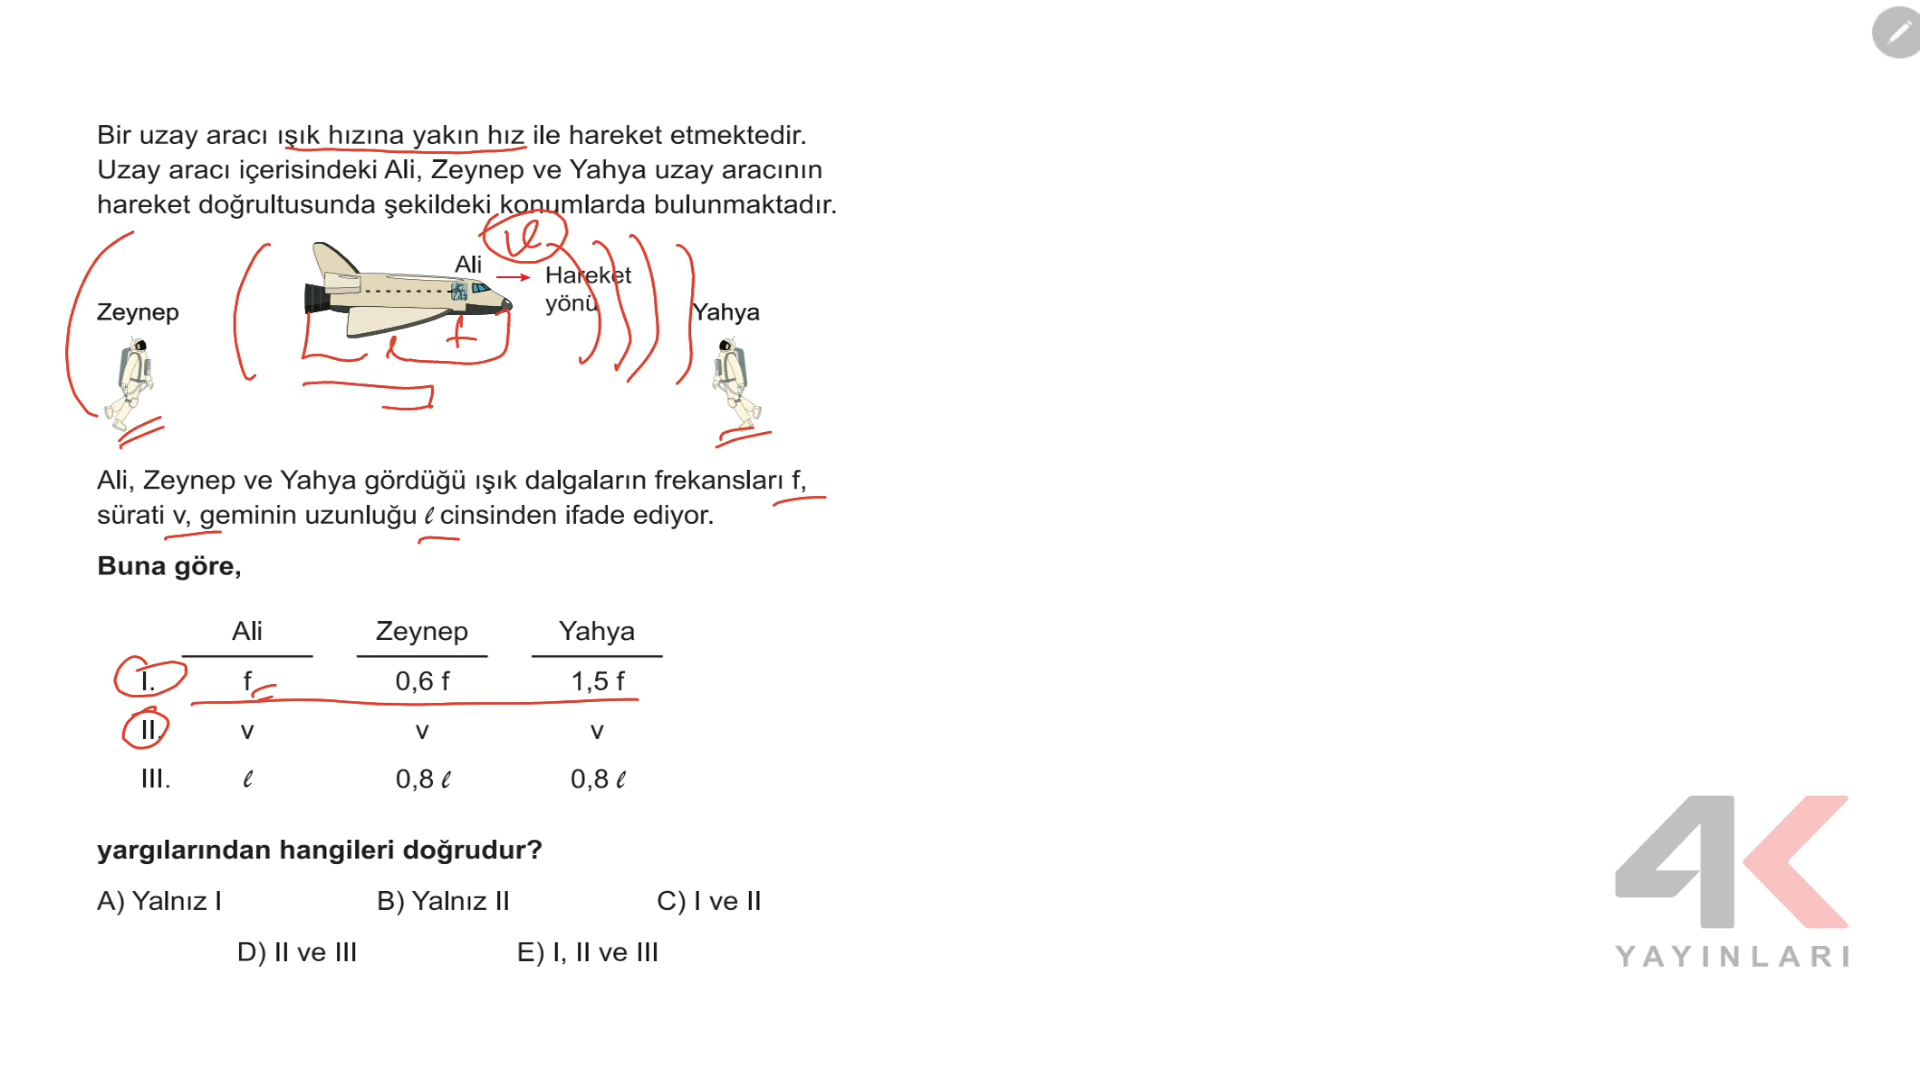 Bir uzay aracı ışık hızına yakın hız ile hareket etmektedir.
Uzay aracı içerisindeki Ali, Zeynep ve Yahya uzay aracının
hareket doğrultusunda şekildeki konumlarda bulunmaktadır.
Ali
Hareket
yönü
Zeynep
Yahya
l
f
Ali, Zeynep ve Yahya gördüğü ışık dalgaların frekansları f,
sürati v, geminin uzunluğu ℓ cinsinden ifade ediyor.
Buna göre,
Ali Zeynep Yahya
I. f 0,6 f 1,5 f
II. v v v
III. ℓ 0,8 ℓ 0,8 ℓ
yargılarından hangileri doğrudur?
A) Yalnız I B) Yalnız II C) I ve II
D) II ve III E) I, II ve III
4K
YAYINLARI